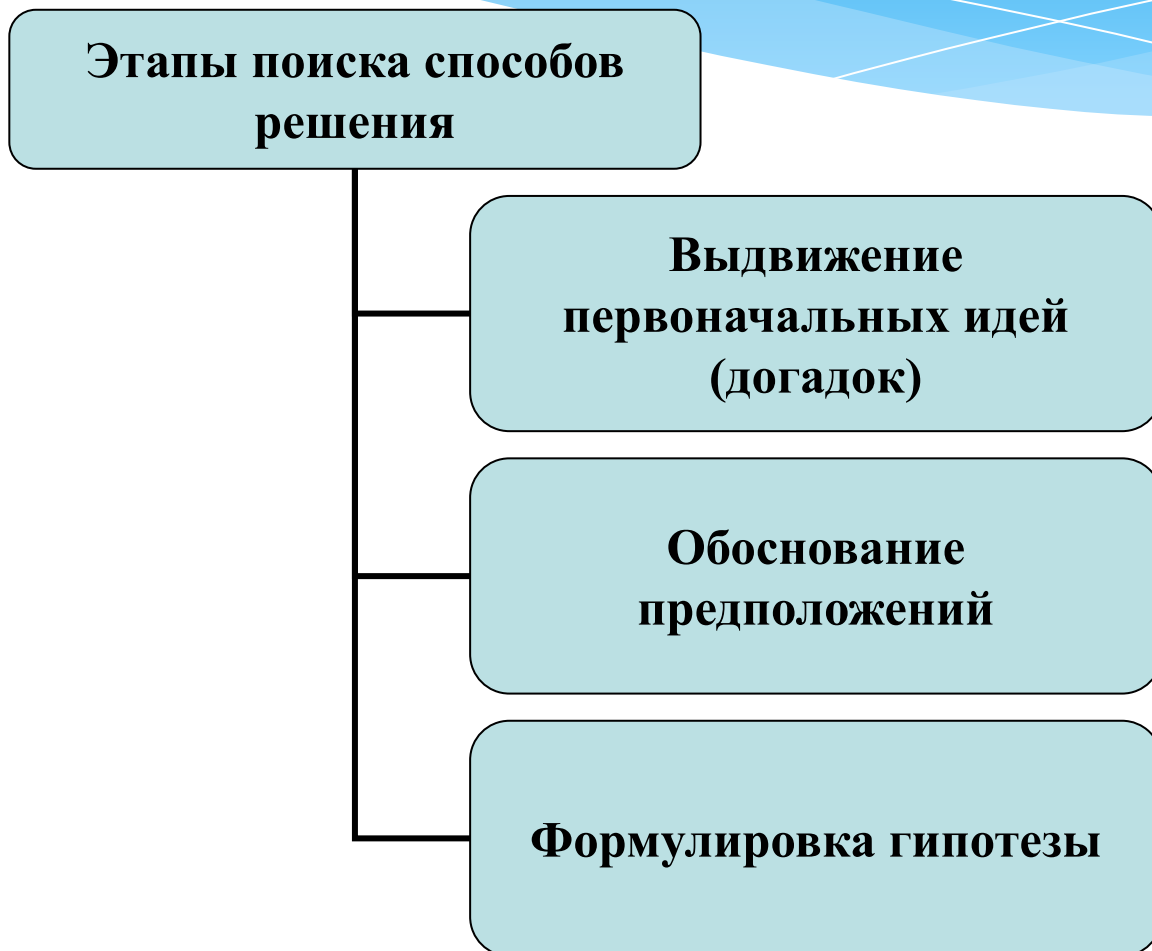 Этапы поиска способов
решения
Выдвижение
первоначальных идей
(догадок)
Обоснование
предположений
Формулировка гипотезы